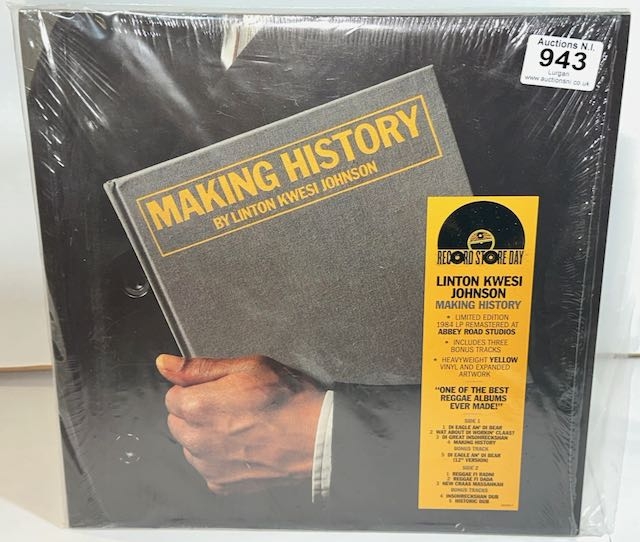 Auctions N.I.
943
Lurgan
www.auctionsni.co.uk
MAKING HISTORY
BY LINTON KWESI JOHNSON
RECORD STORE DAY
LINTON KWESI
JOHNSON
MAKING HISTORY
• LIMITED EDITION
1984 LP REMASTERED AT
ABBEY ROAD STUDIOS
• INCLUDES THREE
BONUS TRACKS
• HEAVYWEIGHT YELLOW
VINYL AND EXPANDED
ARTWORK
"ONE OF THE BEST
REGGAE ALBUMS
EVER MADE!"
SIDE 1
1 DI EAGLE AN' DI BEAR
2 WAT ABOUT DI WORKIN' CLAAS?
3 DI GREAT INSOHRECKSHAN
4 MAKING HISTORY
BONUS TRACK
5 DI EAGLE AN' DI BEAR
(12" VERSION)
SIDE 2
1 REGGAE FI RADNI
2 REGGAE FI DADA
3 NEW CRAAS MASSAHKAH
BONUS TRACKS
4 INSOHRECKSHAN DUB
5 HISTORIC DUB